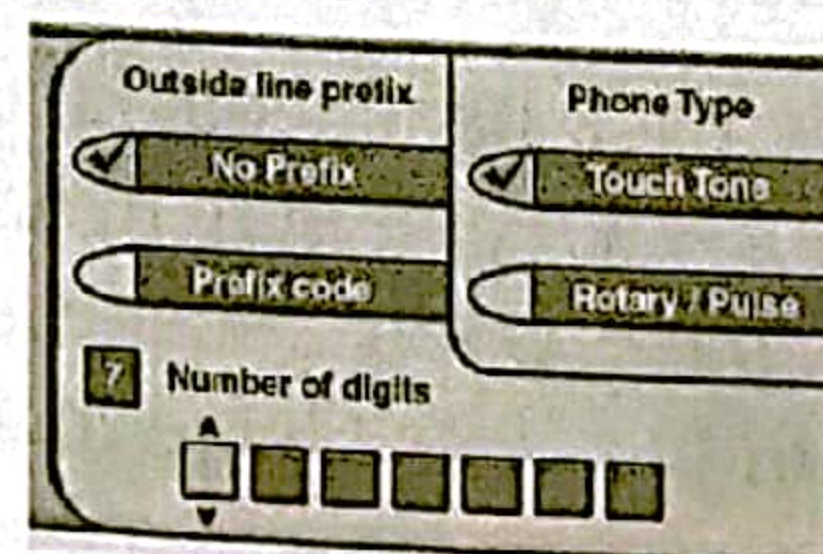 Outside line prefix
No Prefix
Prefix code
7 Number of digits
Phone Type
Touch Tone
Rotary / Pulse